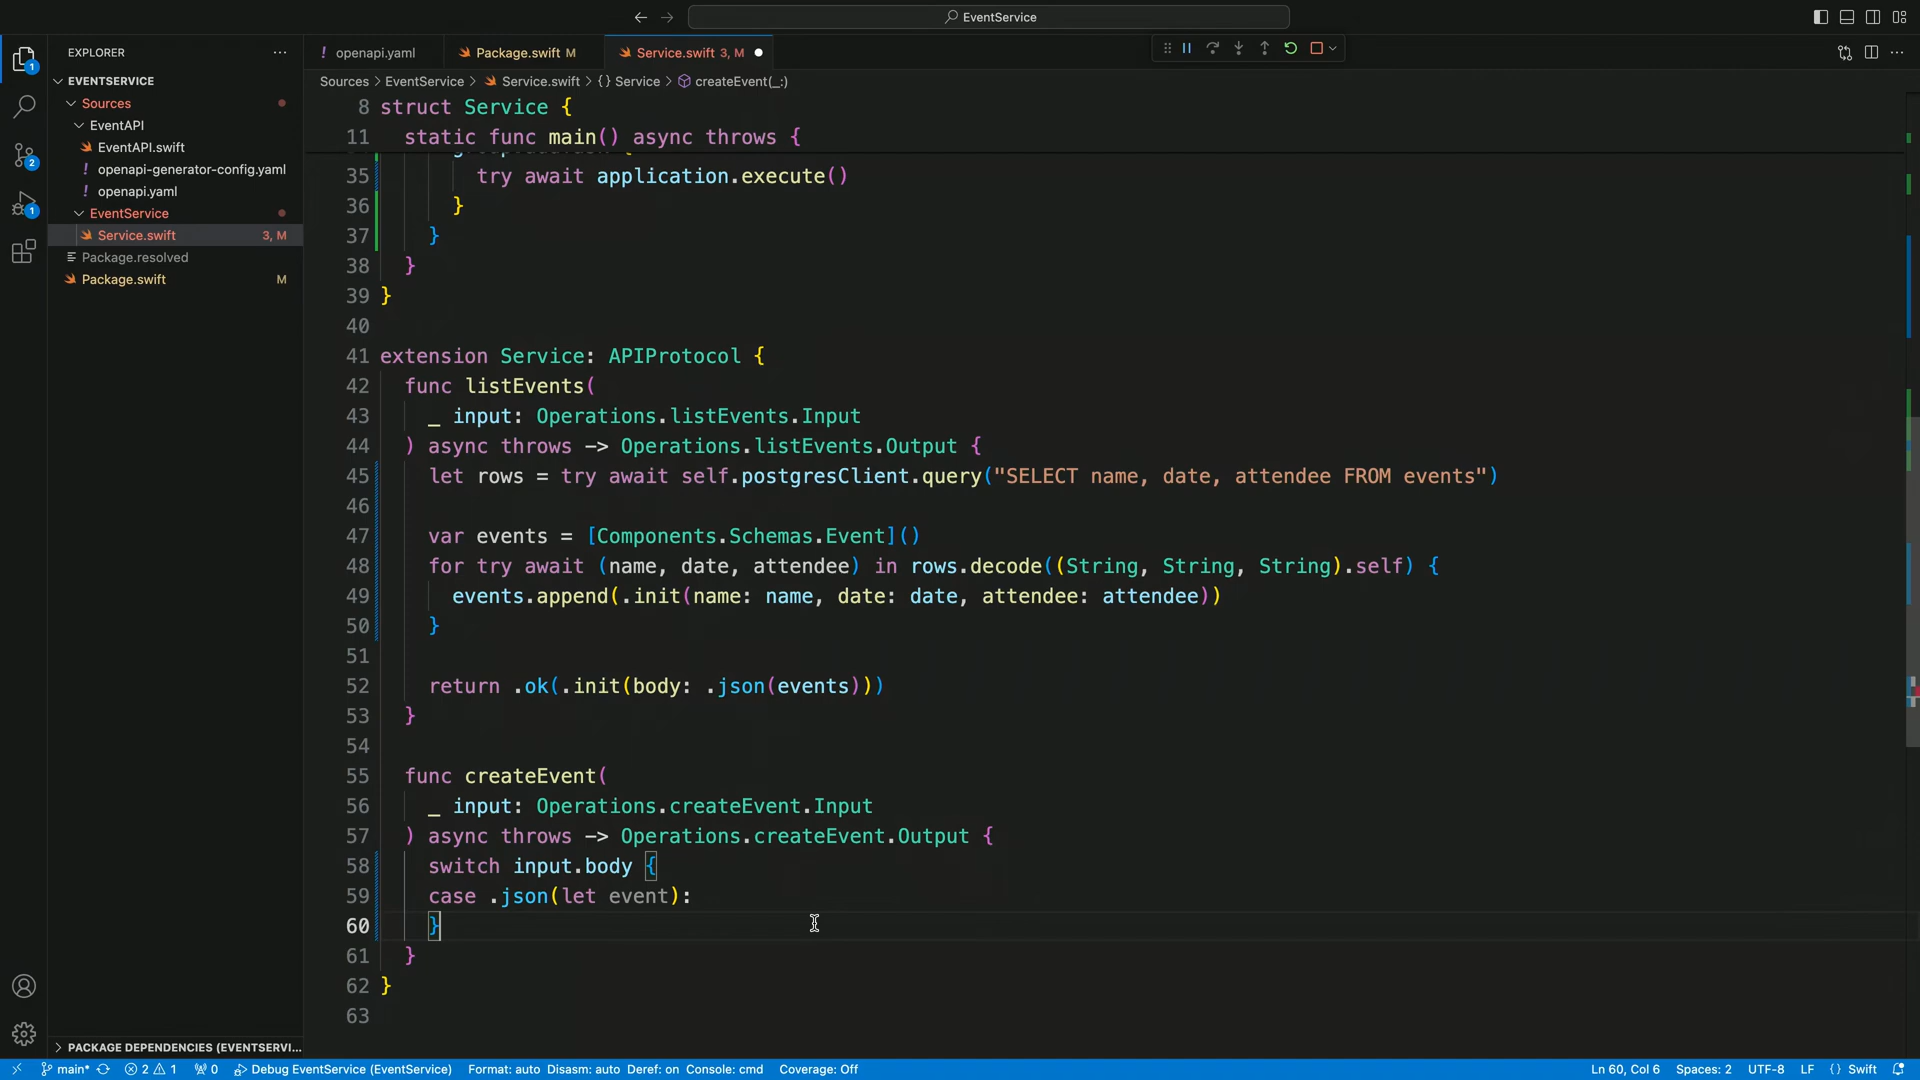 EventService
EXPLORER
openapi.yaml
Package.swift M
Service.swift 3, M
EVENTSERVICE
Sources
EventAPI
EventAPI.swift
openapi-generator-config.yaml
openapi.yaml
EventService
Service.swift 3, M
Package.resolved
Package.swift M
1
2
1
PACKAGE DEPENDENCIES (EVENTSERVI...
Sources > EventService > Service.swift > {} Service > createEvent(_:)
8 struct Service {
11 static func main() async throws {
35 try await application.execute()
36 }
37 }
38 }
39 }
40
41 extension Service: APIProtocol {
42 func listEvents(
43 _ input: Operations.listEvents.Input
44 ) async throws -> Operations.listEvents.Output {
45 let rows = try await self.postgresClient.query("SELECT name, date, attendee FROM events")
46
47 var events = [Components.Schemas.Event]()
48 for try await (name, date, attendee) in rows.decode((String, String, String).self) {
49 events.append(.init(name: name, date: date, attendee: attendee))
50 }
51
52 return .ok(.init(body: .json(events)))
53 }
54
55 func createEvent(
56 _ input: Operations.createEvent.Input
57 ) async throws -> Operations.createEvent.Output {
58 switch input.body {
59 case .json(let event):
60 }
61 }
62 }
63
main* 2 1 0 Debug EventService (EventService) Format: auto Disasm: auto Deref: on Console: cmd Coverage: Off Ln 60, Col 6 Spaces: 2 UTF-8 LF {} Swift